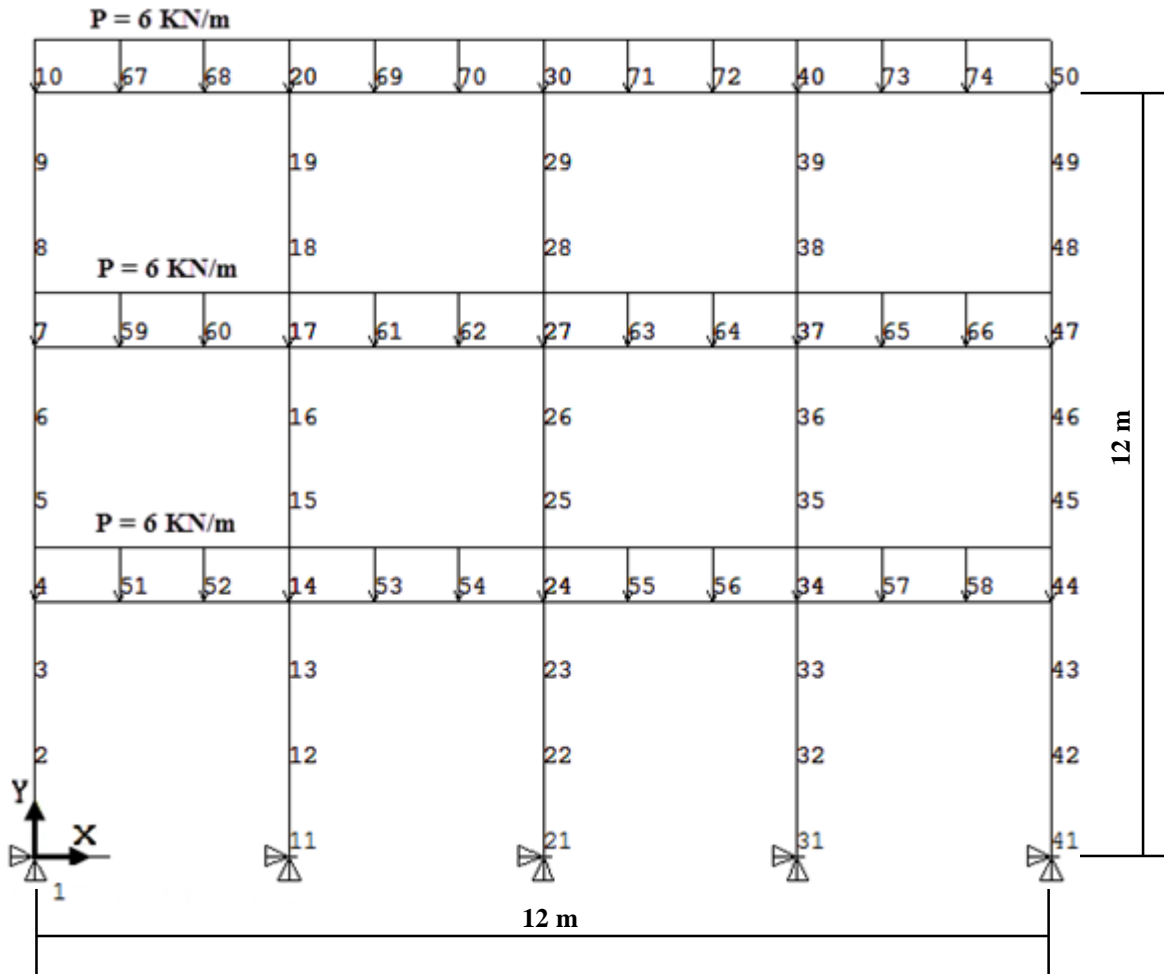 P = 6 KN/m
10 67 68 20 69 70 30 71 72 40 73 74 50
9 19 29 39 49
8 18 28 38 48
P = 6 KN/m
7 59 60 17 61 62 27 63 64 37 65 66 47
6 16 26 36 46
12 m
5 15 25 35 45
P = 6 KN/m
4 51 52 14 53 54 24 55 56 34 57 58 44
3 13 23 33 43
2 12 22 32 42
Y
X
11 21 31 41
1
12 m